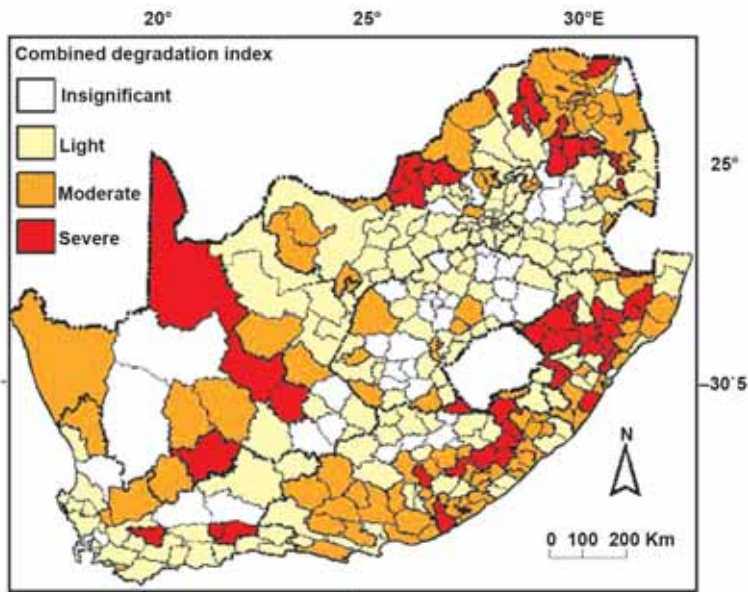 20° 25° 30°E
Combined degradation index
Insignificant
Light
Moderate
Severe
25°
30°5
N
0 100 200 Km